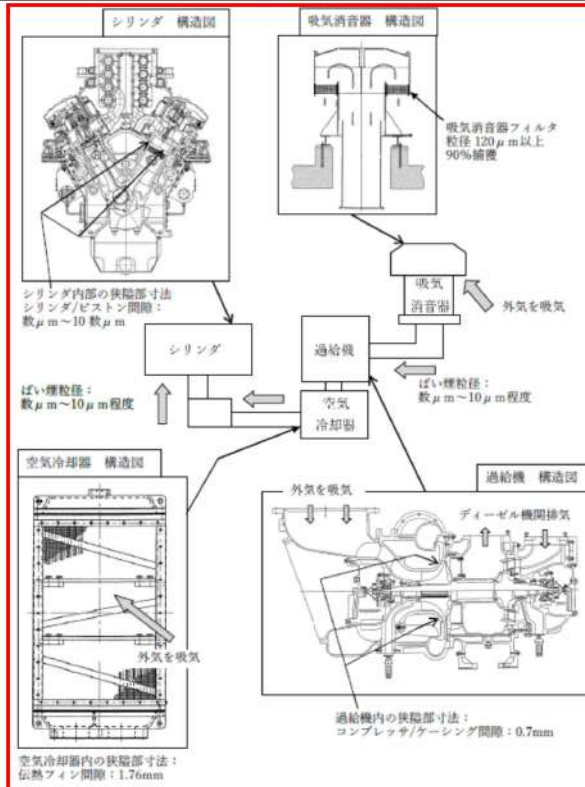 シリンダ 構造図
吸気消音器 構造図
吸気消音器フィルタ
粒径 120μm以上
90%捕獲
シリンダ内部の狭隘部寸法
シリンダ/ピストン間隙:
数μm～10数μm
吸気
消音器
外気を吸気
シリンダ
過給機
ばい煙粒径:
数μm～10μm程度
ばい煙粒径:
数μm～10μm程度
空気
冷却器
空気冷却器 構造図
過給機 構造図
外気を吸気
ディーゼル機関排気
外気を吸気
過給機内の狭隘部寸法:
コンプレッサ/ケーシング間隙:0.7mm
空気冷却器内の狭隘部寸法:
伝熱フィン間隙:1.76mm